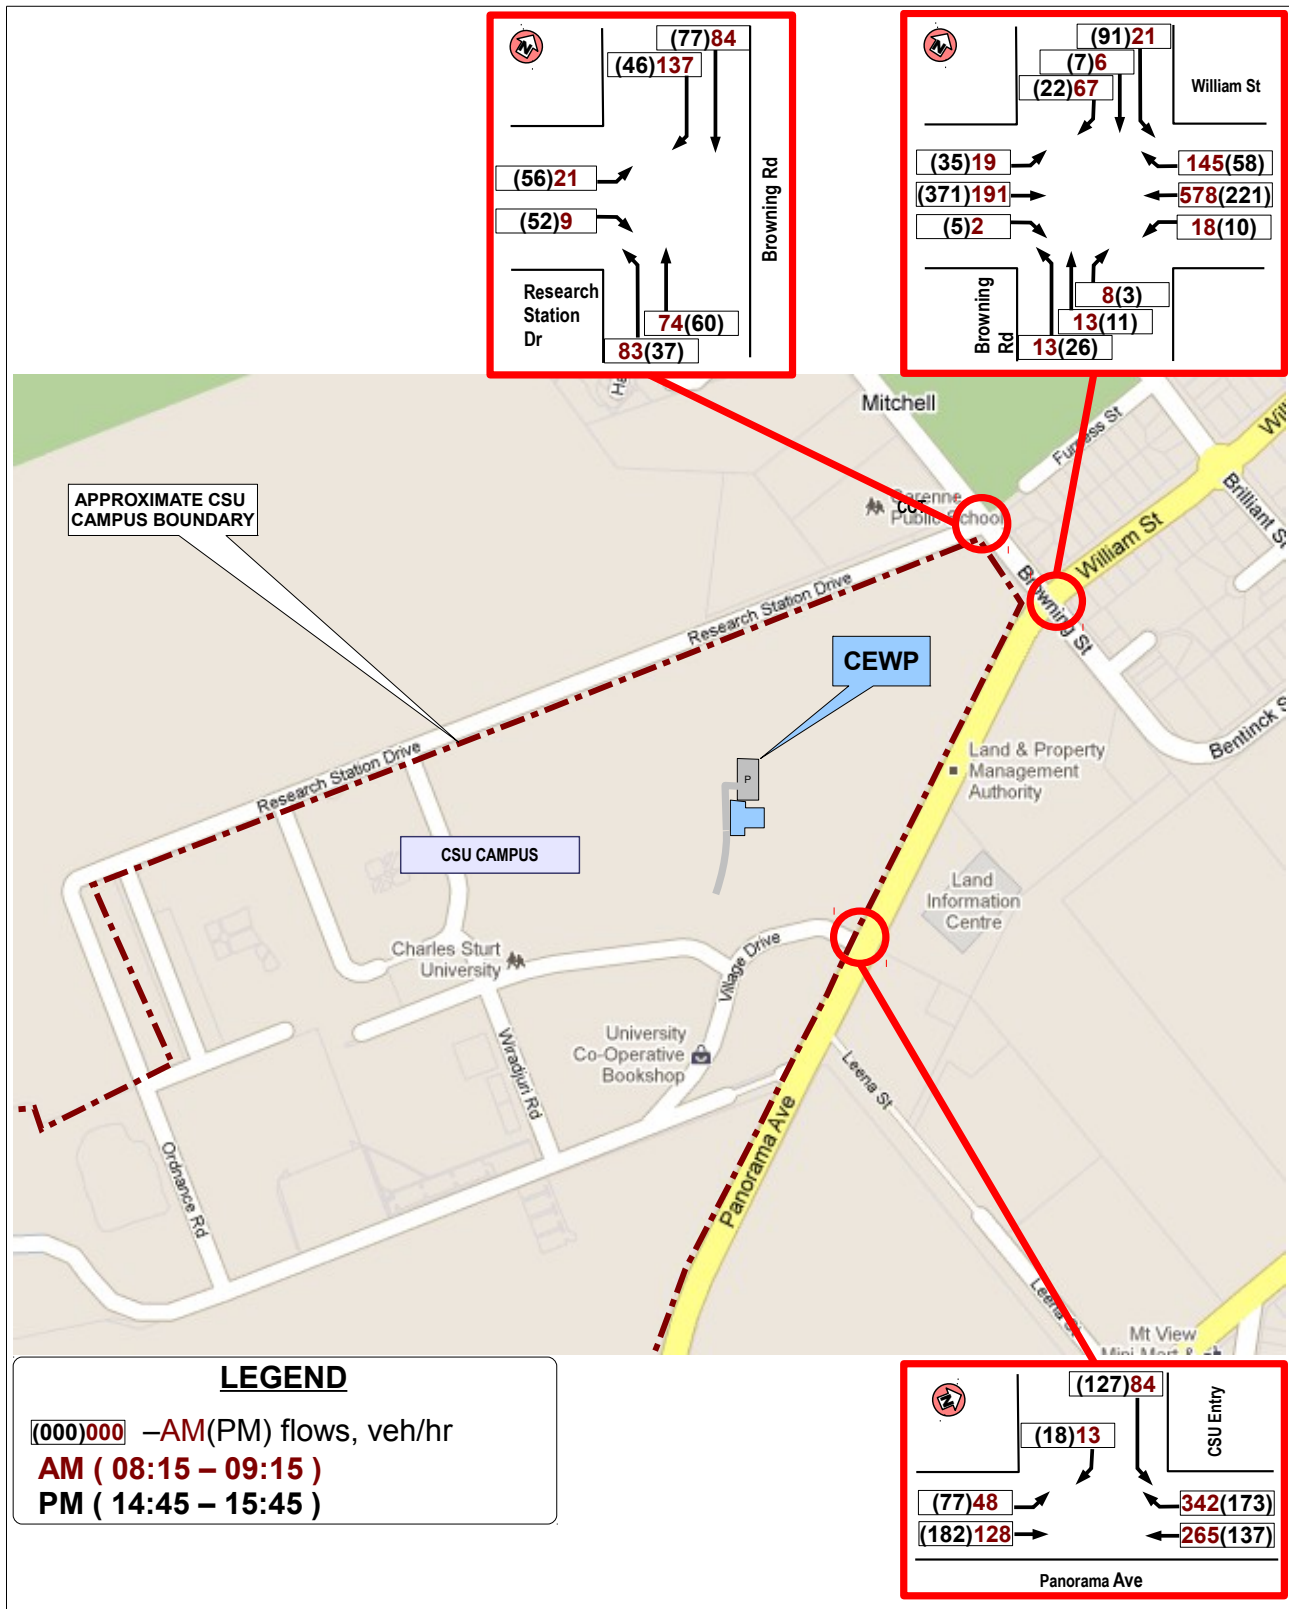 N
(77)84
(46)137
(56)21
(52)9
Browning Rd
Research
Station
Dr
74(60)
83(37)
N
(91)21
(7)6
(22)67
William St
(35)19
145(58)
(371)191
578(221)
(5)2
18(10)
8(3)
13(11)
13(26)
Browning
Rd
Mitchell
Furness St
Brilliant St
William St
Public School
Browning St
Bentinck S
APPROXIMATE CSU
CAMPUS BOUNDARY
Research Station Drive
CEWP
P
Land & Property
Management
Authority
Research Station Drive
CSU CAMPUS
Land
Information
Centre
Charles Sturt
University
Village Drive
University
Co-Operative
Bookshop
Wiradjuri Rd
Leena St
Panorama Ave
Ordnance Rd
Leena St
Mt View
LEGEND
(000)000 –AM(PM) flows, veh/hr
AM ( 08:15 – 09:15 )
PM ( 14:45 – 15:45 )
N
(127)84
(18)13
CSU Entry
(77)48
342(173)
(182)128
265(137)
Panorama Ave